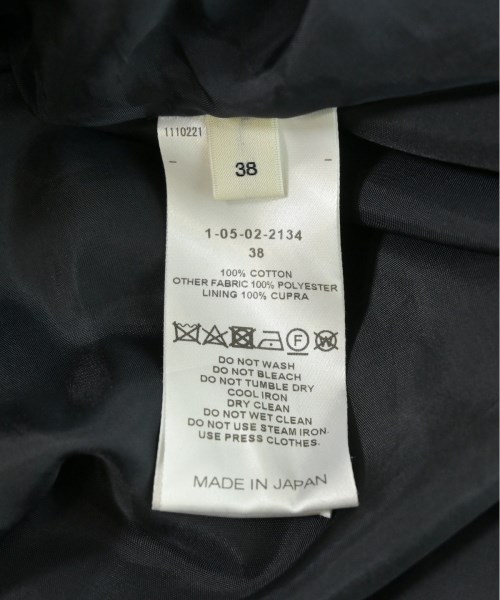 1110221
38
1-05-02-2134
38
100% COTTON
OTHER FABRIC 100% POLYESTER
LINING 100% CUPRA
DO NOT WASH
DO NOT BLEACH
DO NOT TUMBLE DRY
COOL IRON
DRY CLEAN
DO NOT WET CLEAN
DO NOT USE STEAM IRON.
USE PRESS CLOTHES.
MADE IN JAPAN